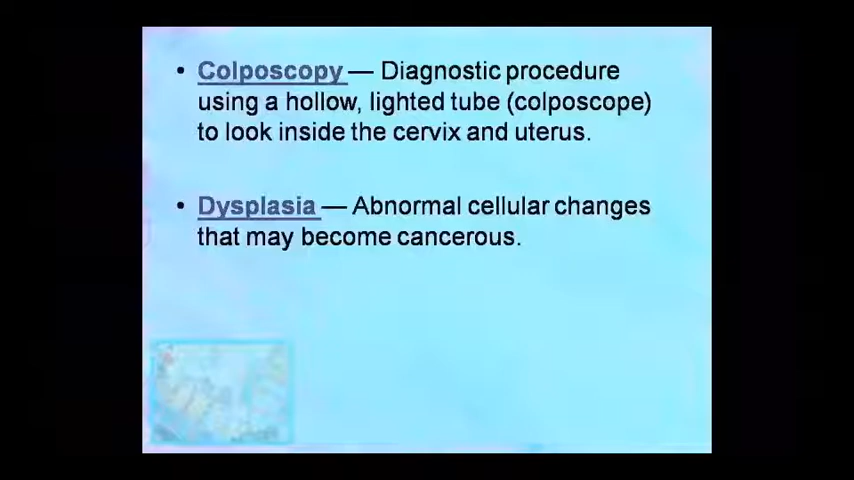 • Colposcopy — Diagnostic procedure
using a hollow, lighted tube (colposcope)
to look inside the cervix and uterus.
• Dysplasia — Abnormal cellular changes
that may become cancerous.